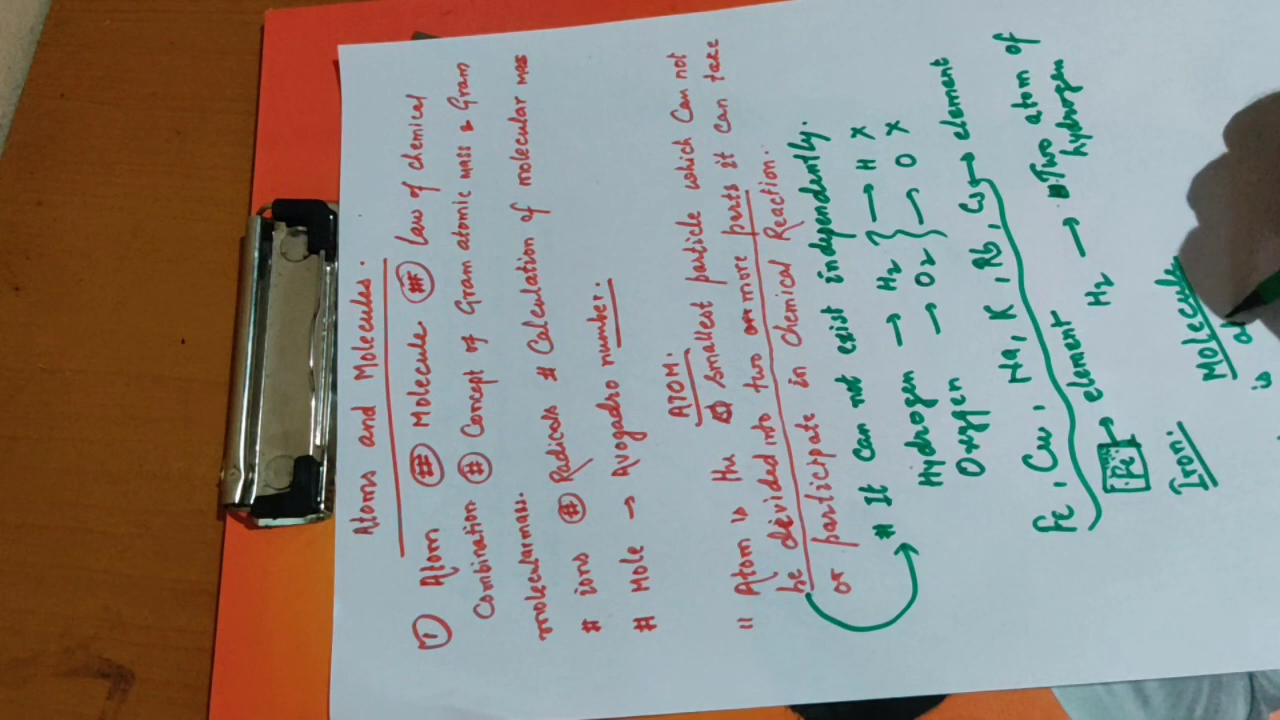 Atoms and Molecules.
① Atom # Molecule # Law of chemical
Combination # Concept of Gram atomic mass & Gram
molecularmass.
# ions # Radicals # Calculation of molecular mas
# Mole → Avogadro number.
ATOM.
" Atom is the smallest particle which can not
be divided into two or more parts it can take
or participate in Chemical Reaction.
# It can not exist independently.
Hydrogen → H2 } → H X
Oxygen → O2 } → O X
Fe, Cu, Na, K, Rb, Cs → element
Fe → element
H2 → Two atom of
hydrogen
Iron:
Molecule
is